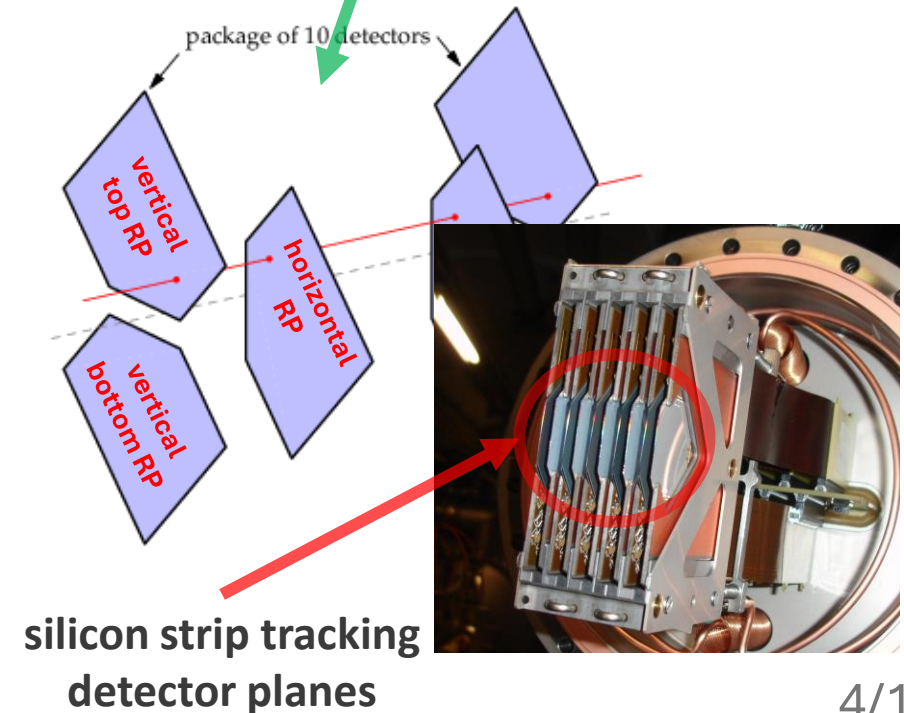 package of 10 detectors
vertical
top RP
horizontal
RP
vertical
bottom RP
silicon strip tracking
detector planes
4/1